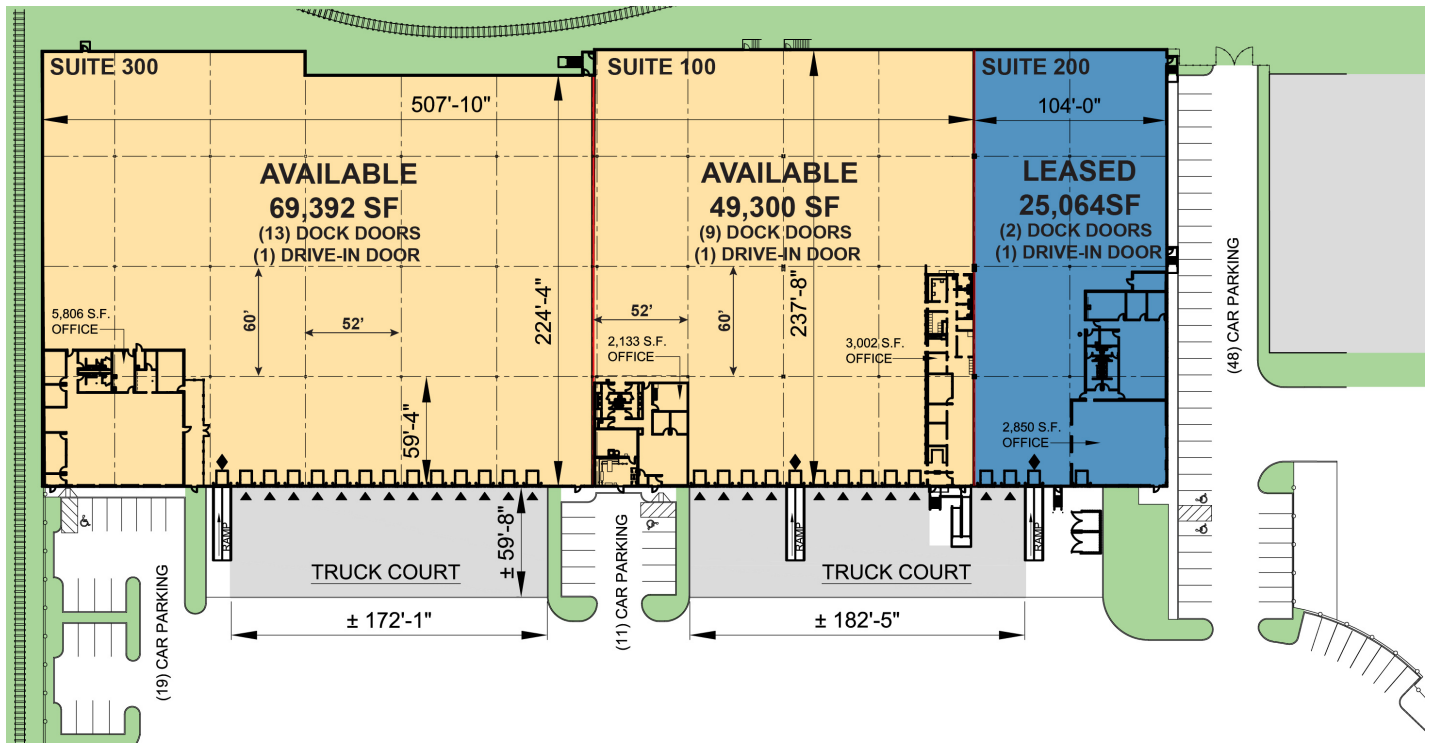 SUITE 300
SUITE 100
SUITE 200
507'-10"
104'-0"
AVAILABLE
69,392 SF
(13) DOCK DOORS
(1) DRIVE-IN DOOR
AVAILABLE
49,300 SF
(9) DOCK DOORS
(1) DRIVE-IN DOOR
LEASED
25,064SF
(2) DOCK DOORS
(1) DRIVE-IN DOOR
224'-4"
237'-8"
60'
52'
52'
60'
5,806 S.F.
OFFICE
2,133 S.F.
OFFICE
3,002 S.F.
OFFICE
2,850 S.F.
OFFICE
59'-4"
(48) CAR PARKING
RAMP
RAMP
RAMP
± 59'-8"
TRUCK COURT
TRUCK COURT
± 172'-1"
± 182'-5"
(19) CAR PARKING
(11) CAR PARKING